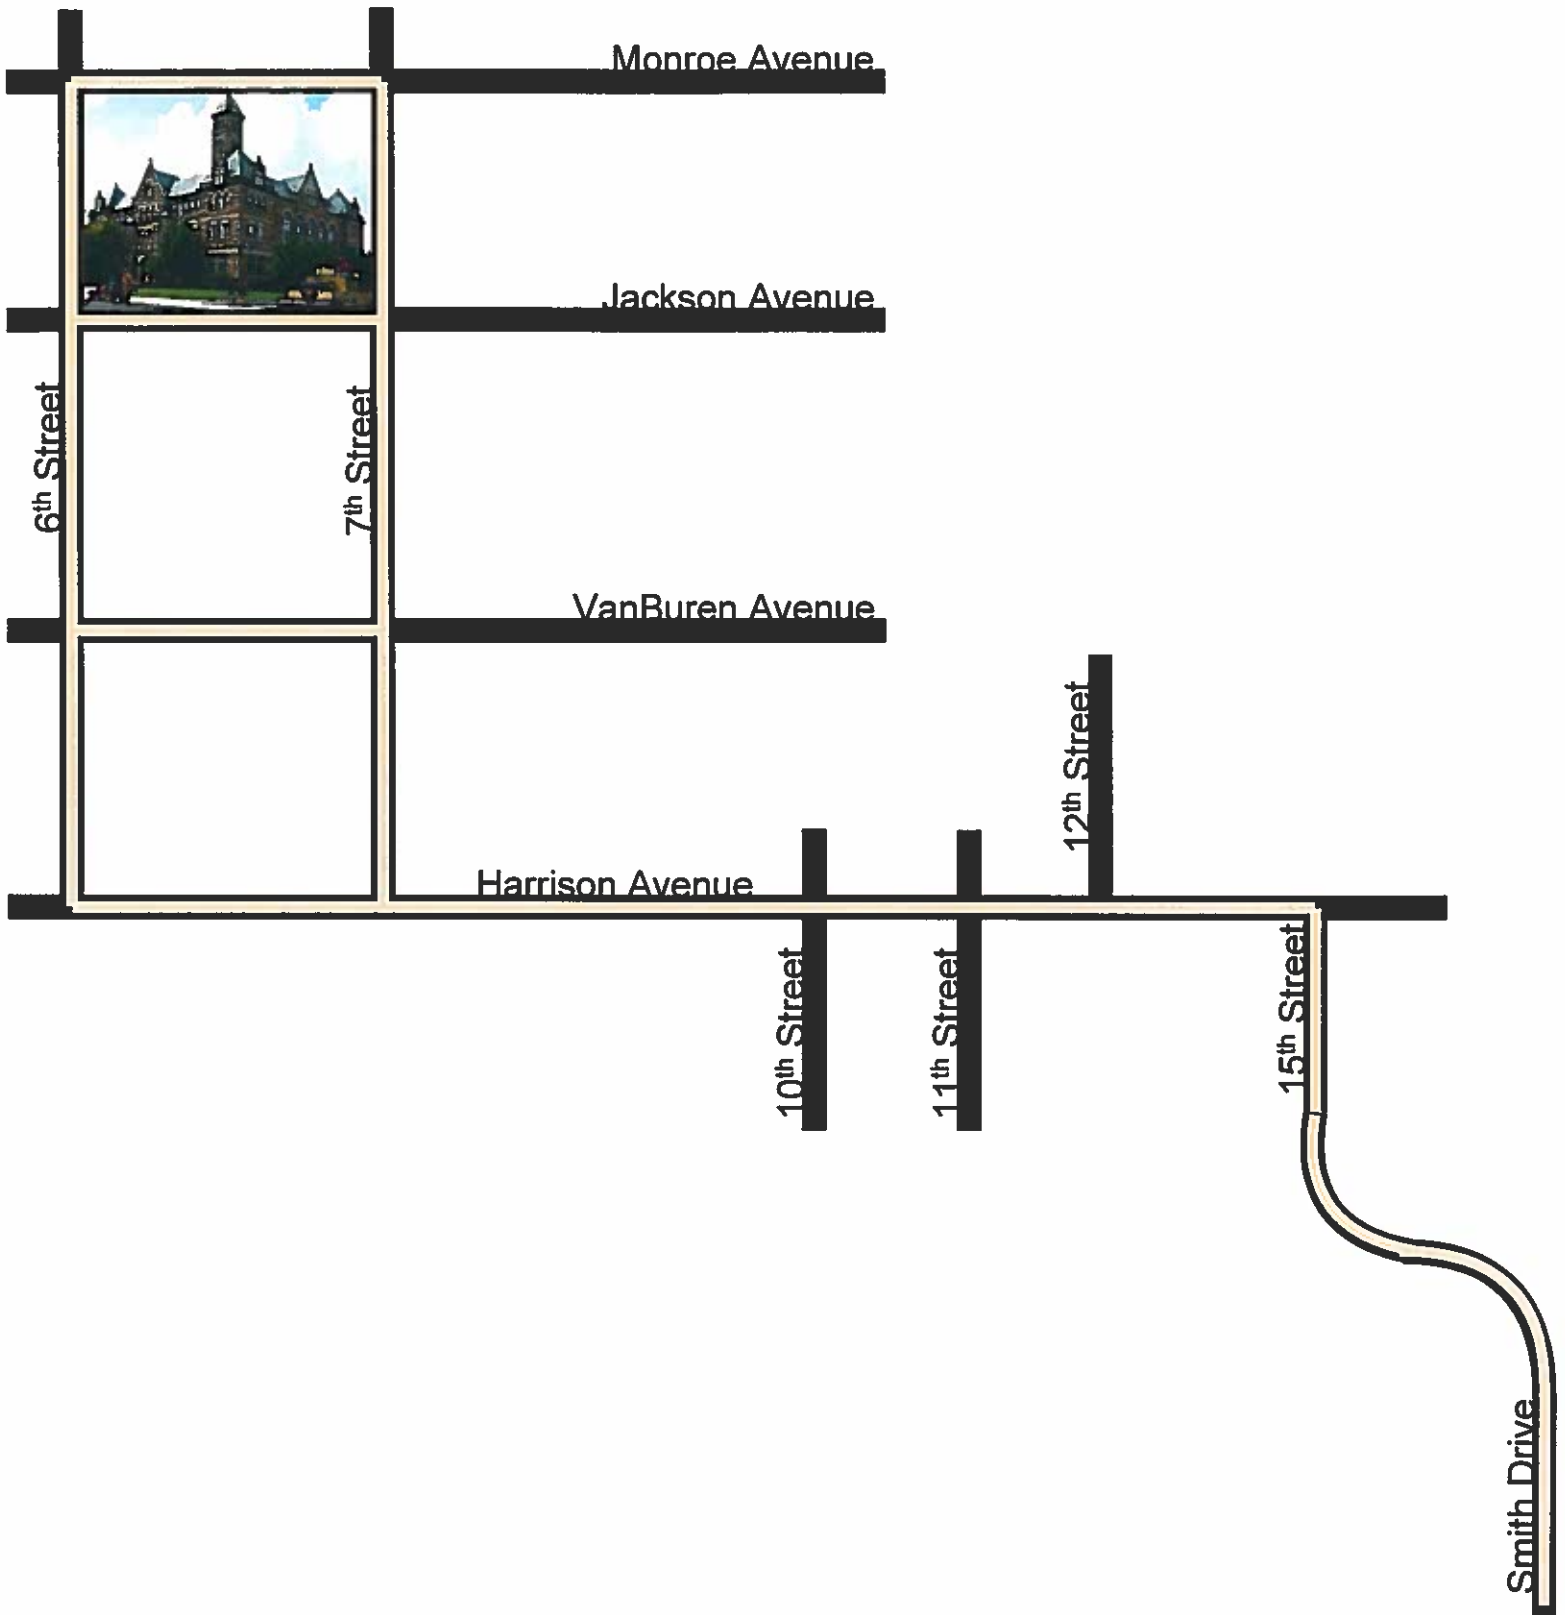 Monroe Avenue
Jackson Avenue
6th Street
7th Street
VanBuren Avenue
12th Street
Harrison Avenue
10th Street
11th Street
15th Street
Smith Drive